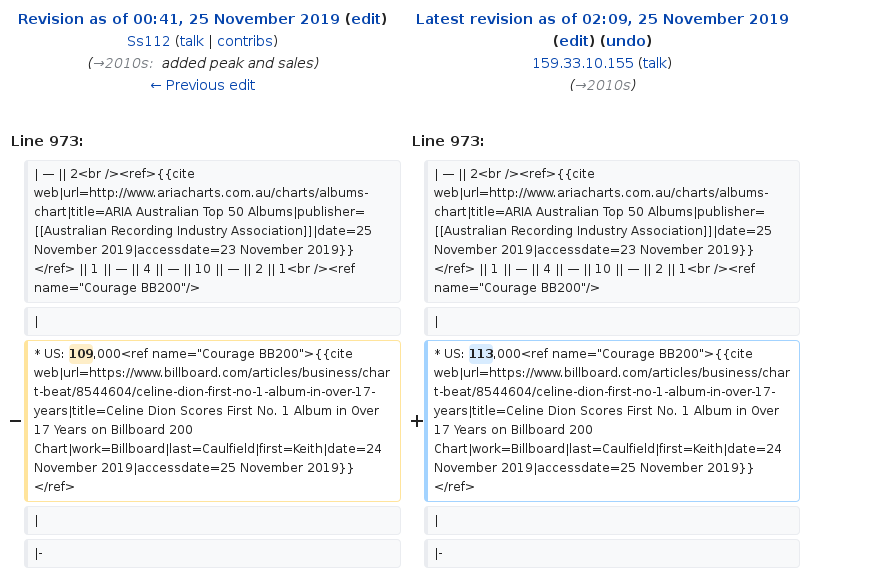 Revision as of 00:41, 25 November 2019 (edit)
Ss112 (talk | contribs)
(→2010s: added peak and sales)
← Previous edit
Latest revision as of 02:09, 25 November 2019
(edit) (undo)
159.33.10.155 (talk)
(→2010s)
Line 973:
Line 973:
| — || 2<br /><ref>{{cite
web|url=http://www.ariacharts.com.au/charts/albums-
chart|title=ARIA Australian Top 50 Albums|publisher=
[[Australian Recording Industry Association]]|date=25
November 2019|accessdate=23 November 2019}}
</ref> || 1 || — || 4 || — || 10 || — || 2 || 1<br /><ref
name="Courage BB200"/>
| — || 2<br /><ref>{{cite
web|url=http://www.ariacharts.com.au/charts/albums-
chart|title=ARIA Australian Top 50 Albums|publisher=
[[Australian Recording Industry Association]]|date=25
November 2019|accessdate=23 November 2019}}
</ref> || 1 || — || 4 || — || 10 || — || 2 || 1<br /><ref
name="Courage BB200"/>
|
|
−
* US: 109,000<ref name="Courage BB200">{{cite
web|url=https://www.billboard.com/articles/business/char
t-beat/8544604/celine-dion-first-no-1-album-in-over-17-
years|title=Celine Dion Scores First No. 1 Album in Over
17 Years on Billboard 200
Chart|work=Billboard|last=Caulfield|first=Keith|date=24
November 2019|accessdate=25 November 2019}}
</ref>
+
* US: 113,000<ref name="Courage BB200">{{cite
web|url=https://www.billboard.com/articles/business/char
t-beat/8544604/celine-dion-first-no-1-album-in-over-17-
years|title=Celine Dion Scores First No. 1 Album in Over
17 Years on Billboard 200
Chart|work=Billboard|last=Caulfield|first=Keith|date=24
November 2019|accessdate=25 November 2019}}
</ref>
|
|
|-
|-